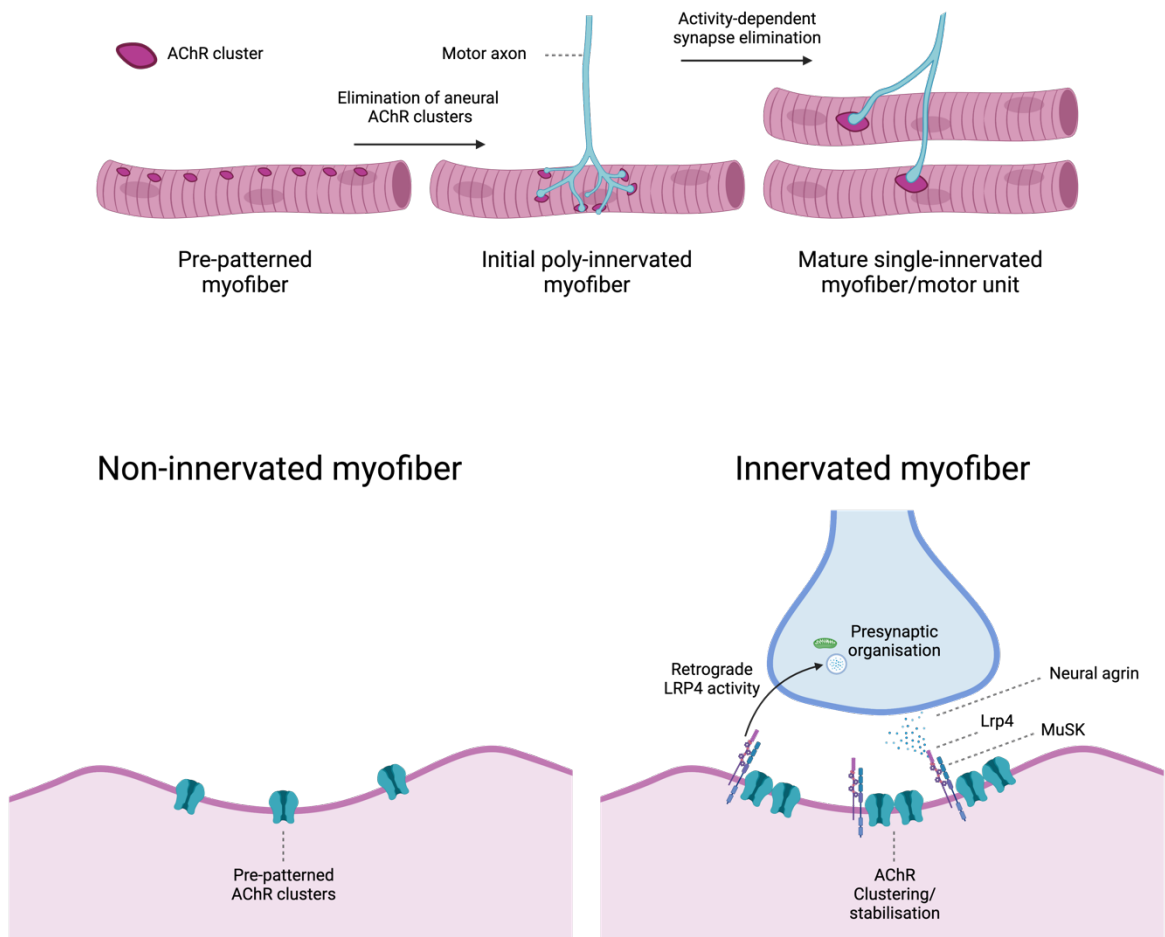 AChR cluster
Elimination of aneural
AChR clusters
Motor axon
Activity-dependent
synapse elimination
Pre-patterned
myofiber
Initial poly-innervated
myofiber
Mature single-innervated
myofiber/motor unit
Non-innervated myofiber
Pre-patterned
AChR clusters
Innervated myofiber
Presynaptic
organisation
Retrograde
LRP4 activity
Neural agrin
Lrp4
MuSK
AChR
Clustering/
stabilisation